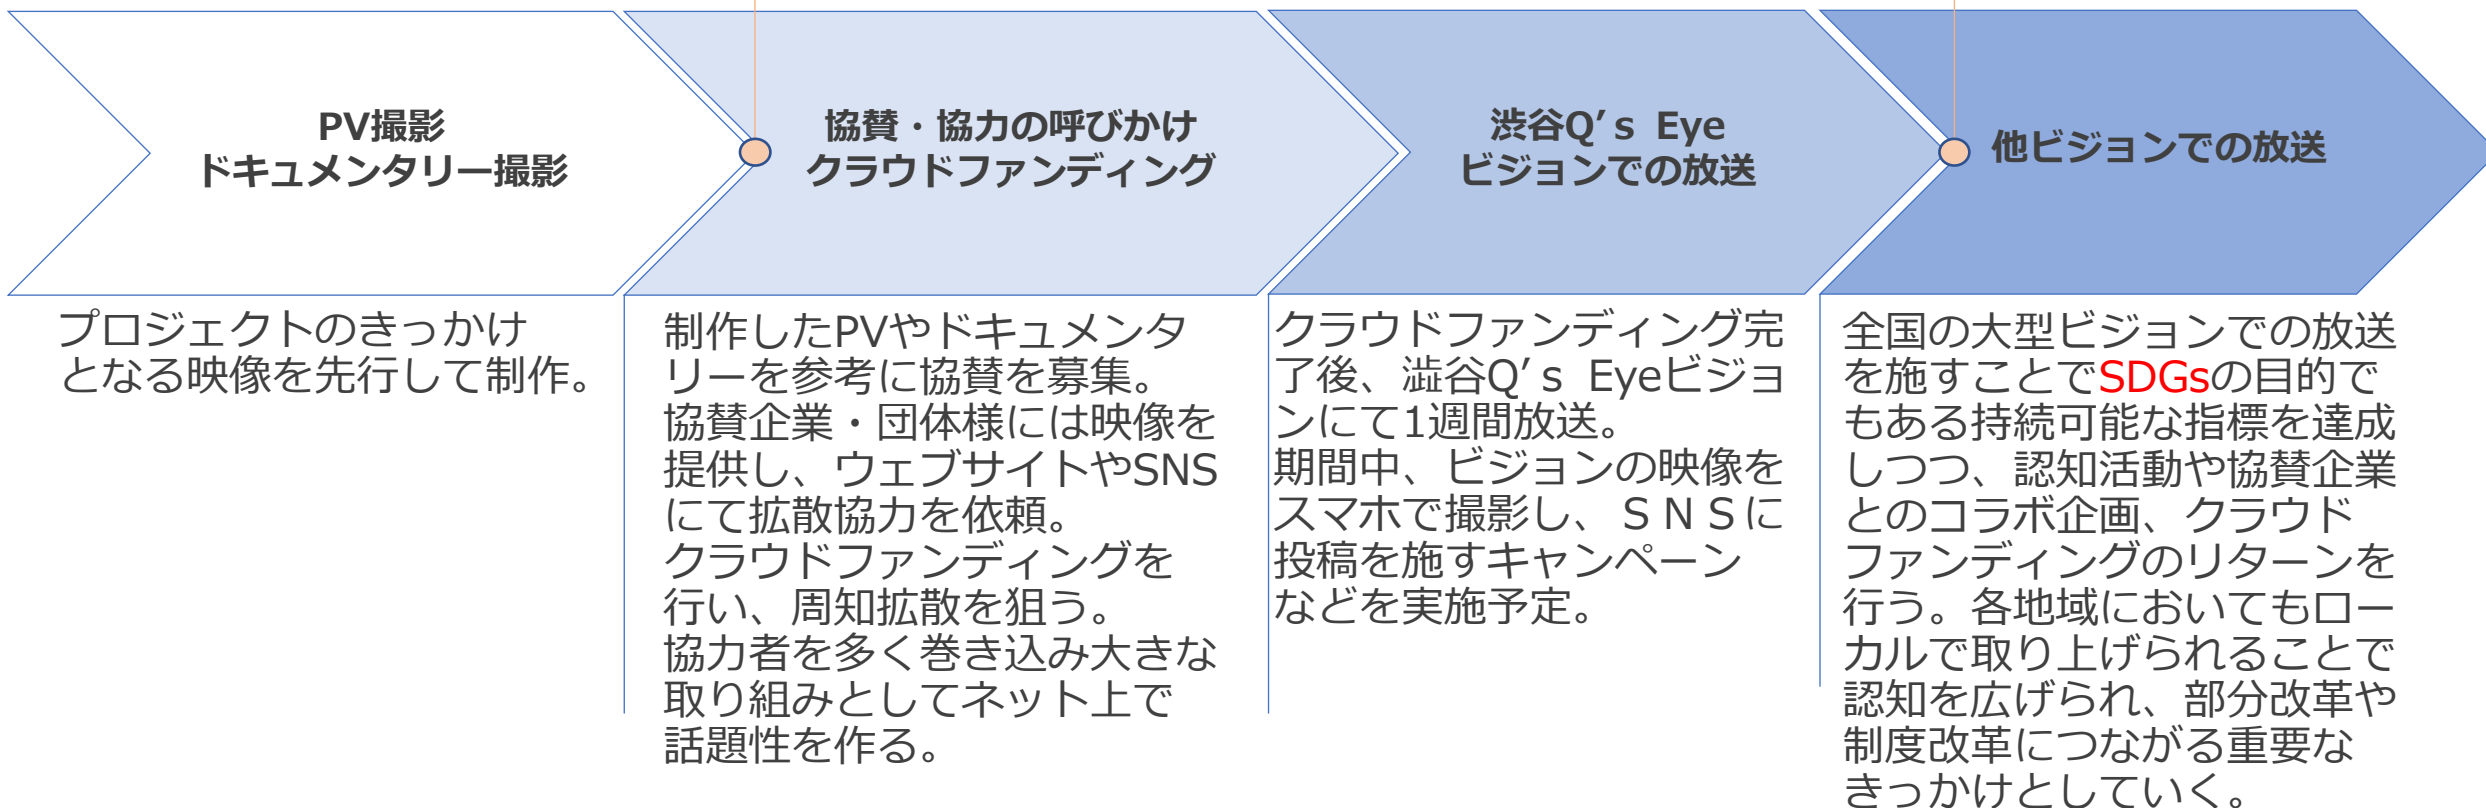 PV撮影
ドキュメンタリー撮影
協賛・協力の呼びかけ
クラウドファンディング
渋谷Q’s Eye
ビジョンでの放送
他ビジョンでの放送
プロジェクトのきっかけ
となる映像を先行して制作。
制作したPVやドキュメンタ
リーを参考に協賛を募集。
協賛企業・団体様には映像を
提供し、ウェブサイトやSNS
にて拡散協力を依頼。
クラウドファンディングを
行い、周知拡散を狙う。
協力者を多く巻き込み大きな
取り組みとしてネット上で
話題性を作る。
クラウドファンディング完
了後、澁谷Q’s Eyeビジョ
ンにて1週間放送。
期間中、ビジョンの映像を
スマホで撮影し、ＳＮＳに
投稿を施すキャンペーン
などを実施予定。
全国の大型ビジョンでの放送
を施すことでSDGsの目的で
もある持続可能な指標を達成
しつつ、認知活動や協賛企業
とのコラボ企画、クラウド
ファンディングのリターンを
行う。各地域においてもロー
カルで取り上げられることで
認知を広げられ、部分改革や
制度改革につながる重要な
きっかけとしていく。